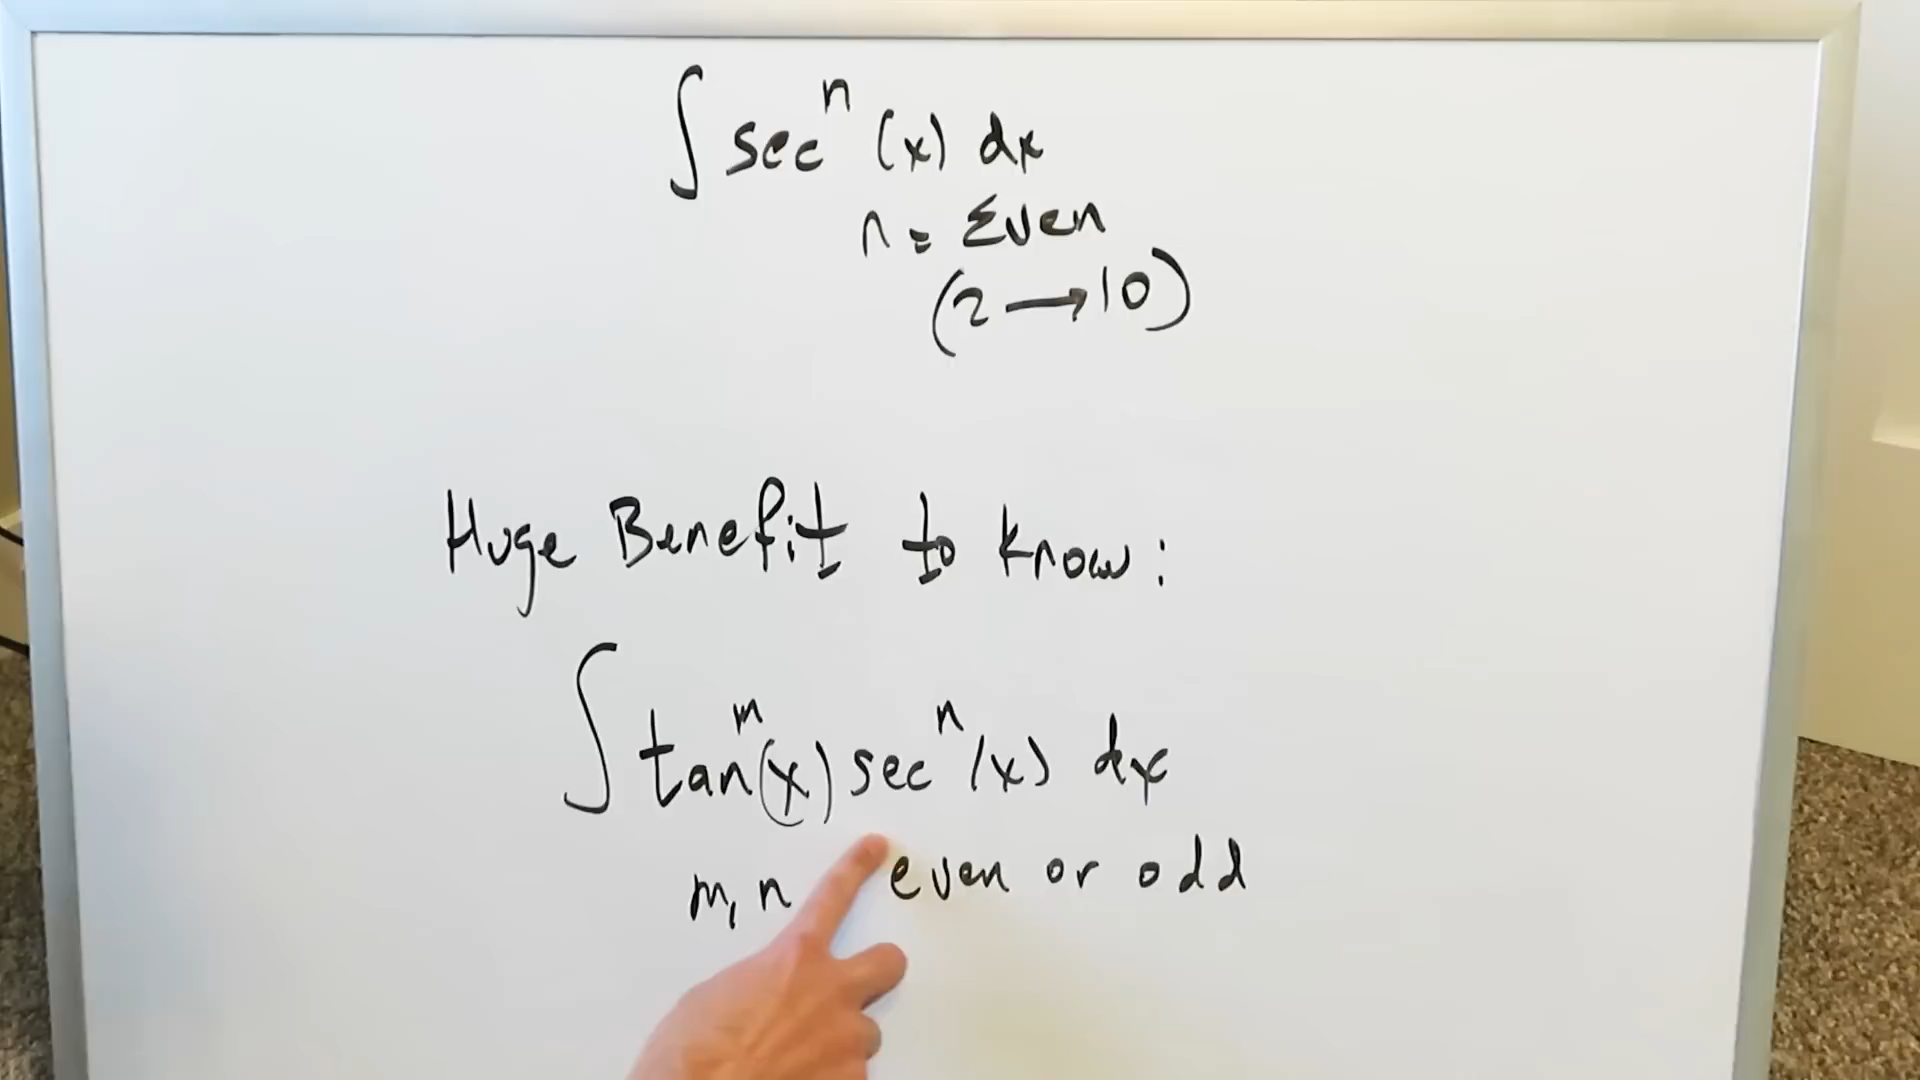 ∫ secⁿ (x) dx
n = Even
(2 → 10)
Huge Benefit to know:
∫ tanᵐ(x) secⁿ(x) dx
m, n even or odd